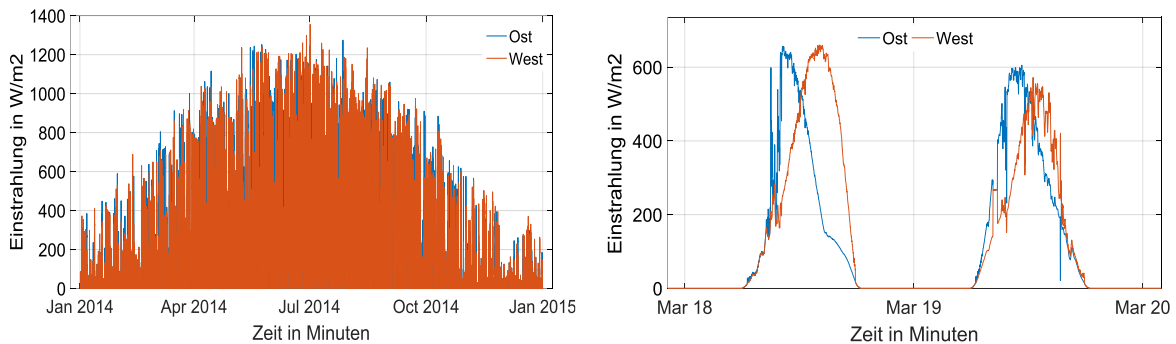 Einstrahlung in W/m2
1400
1200
1000
800
600
400
200
0
Ost
West
Jan 2014
Apr 2014
Jul 2014
Oct 2014
Jan 2015
Zeit in Minuten
Einstrahlung in W/m2
600
400
200
0
Ost
West
Mar 18
Mar 19
Mar 20
Zeit in Minuten